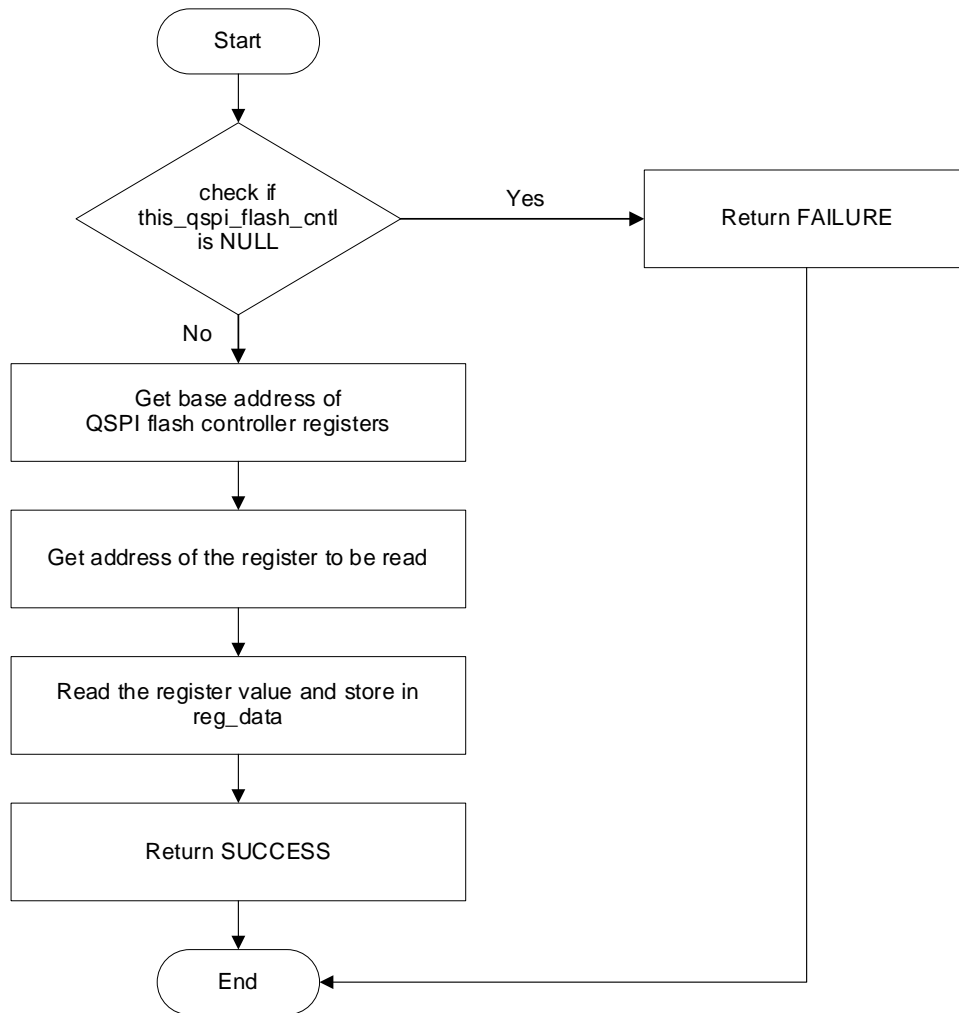 Start
check if
this_qspi_flash_cntl
is NULL
Yes
Return FAILURE
No
Get base address of
QSPI flash controller registers
Get address of the register to be read
Read the register value and store in
reg_data
Return SUCCESS
End